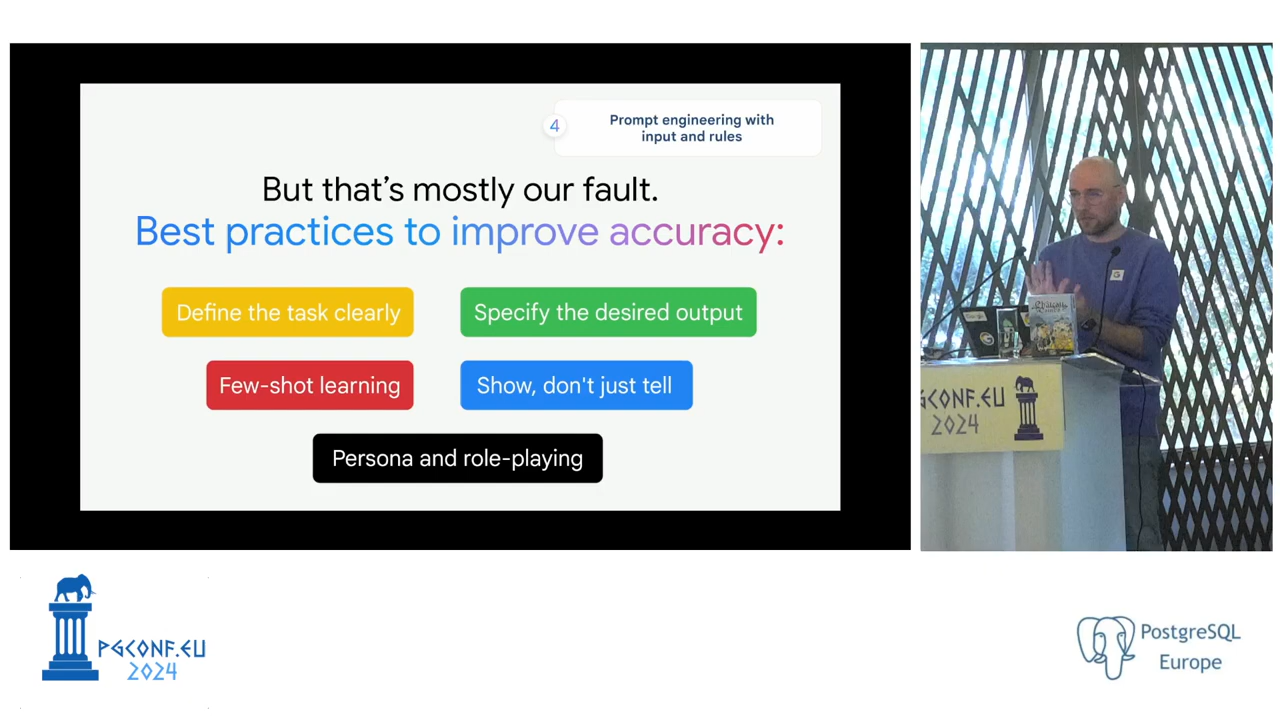 4
Prompt engineering with
input and rules
But that’s mostly our fault.
Best practices to improve accuracy:
Define the task clearly
Specify the desired output
Few-shot learning
Show, don't just tell
Persona and role-playing
GCONF.EU
2024
PGCONF.EU
2024
PostgreSQL
Europe